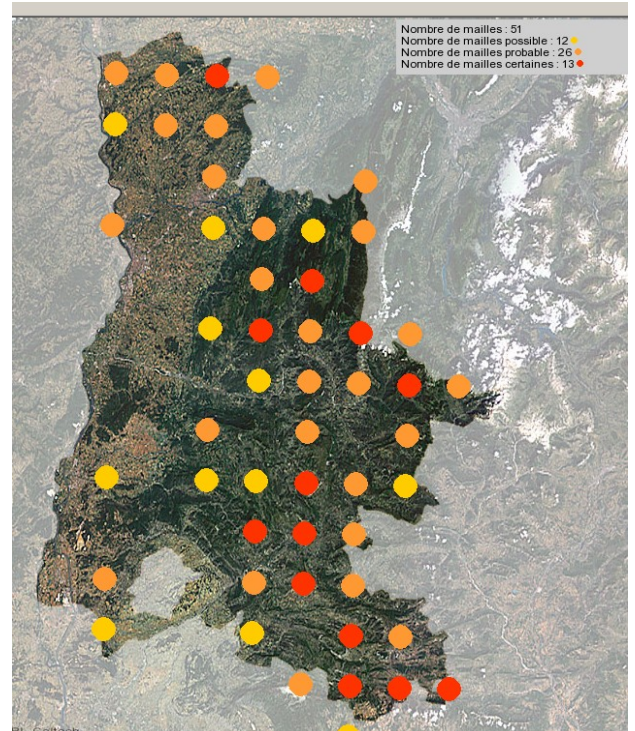 Nombre de mailles : 51
Nombre de mailles possible : 12
Nombre de mailles probable : 26
Nombre de mailles certaines : 13